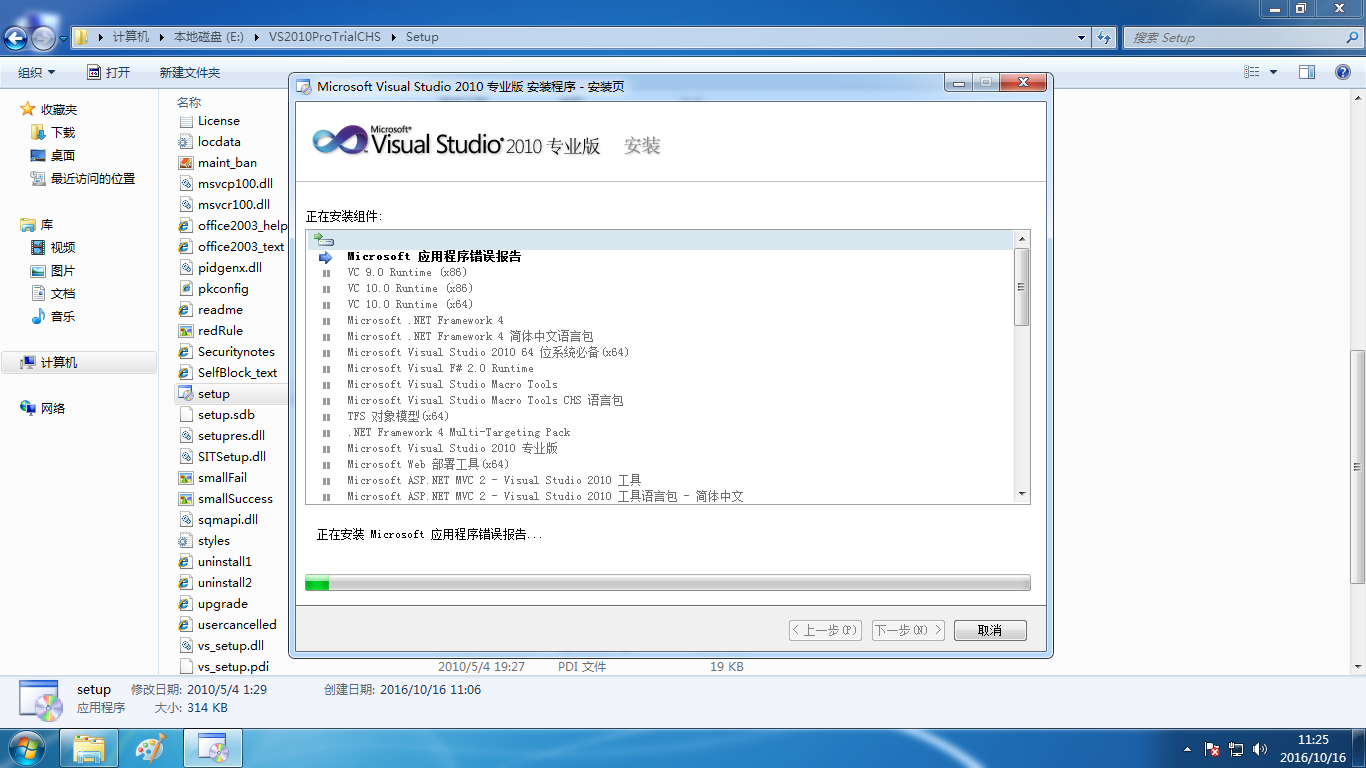 计算机 本地磁盘 (E:) VS2010ProTrialCHS Setup
搜索 Setup
组织 打开 新建文件夹
收藏夹
下载
桌面
最近访问的位置
库
视频
图片
文档
音乐
计算机
网络
名称
License
locdata
maint_ban
msvcp100.dll
msvcr100.dll
office2003_help
office2003_text
pidgenx.dll
pkconfig
readme
redRule
Securitynotes
SelfBlock_text
setup
setup.sdb
setupres.dll
SITSetup.dll
smallFail
smallSuccess
sqmapi.dll
styles
uninstall1
uninstall2
upgrade
usercancelled
vs_setup.dll
vs_setup.pdi 2010/5/4 19:27 PDI 文件 19 KB
Microsoft Visual Studio 2010 专业版 安装程序 - 安装页
Microsoft®
Visual Studio® 2010 专业版 安装
正在安装组件:
Microsoft 应用程序错误报告
VC 9.0 Runtime (x86)
VC 10.0 Runtime (x86)
VC 10.0 Runtime (x64)
Microsoft .NET Framework 4
Microsoft .NET Framework 4 简体中文语言包
Microsoft Visual Studio 2010 64 位系统必备(x64)
Microsoft Visual F# 2.0 Runtime
Microsoft Visual Studio Macro Tools
Microsoft Visual Studio Macro Tools CHS 语言包
TFS 对象模型(x64)
.NET Framework 4 Multi-Targeting Pack
Microsoft Visual Studio 2010 专业版
Microsoft Web 部署工具(x64)
Microsoft ASP.NET MVC 2 - Visual Studio 2010 工具
Microsoft ASP.NET MVC 2 - Visual Studio 2010 工具语言包 - 简体中文
正在安装 Microsoft 应用程序错误报告...
< 上一步(P) 下一步(N) > 取消
setup 修改日期: 2010/5/4 1:29 创建日期: 2016/10/16 11:06
应用程序 大小: 314 KB
11:25
2016/10/16